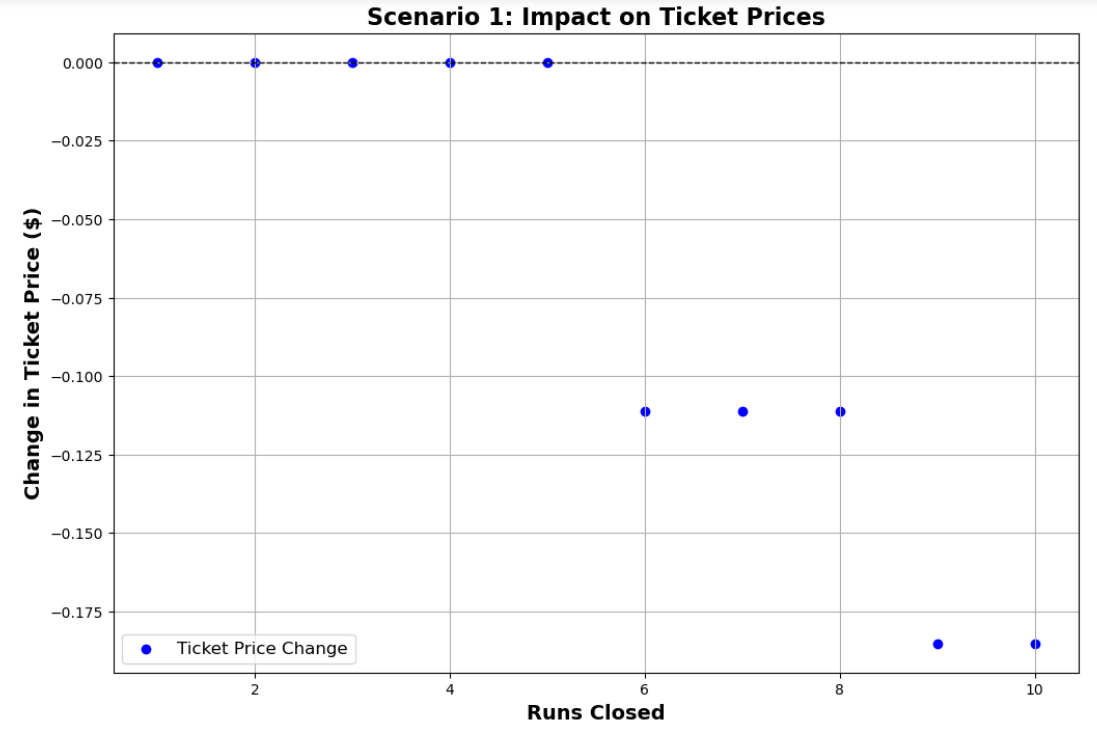 Scenario 1: Impact on Ticket Prices
Change in Ticket Price ($)
0.000
−0.025
−0.050
−0.075
−0.100
−0.125
−0.150
−0.175
Ticket Price Change
2 4 6 8 10
Runs Closed